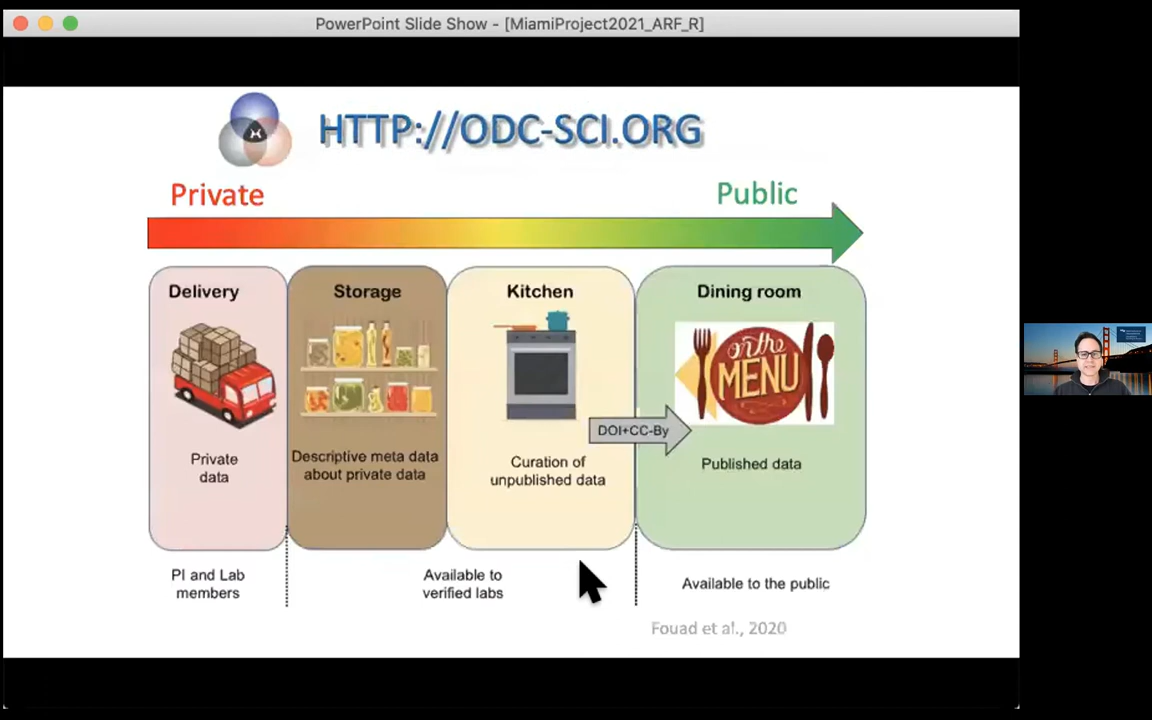 PowerPoint Slide Show - [MiamiProject2021_ARF_R]
HTTP://ODC-SCI.ORG
Private
Public
Delivery
Storage
Kitchen
Dining room
on the
MENU
DOI+CC-By
Private
data
Descriptive meta data
about private data
Curation of
unpublished data
Published data
PI and Lab
members
Available to
verified labs
Available to the public
Fouad et al., 2020